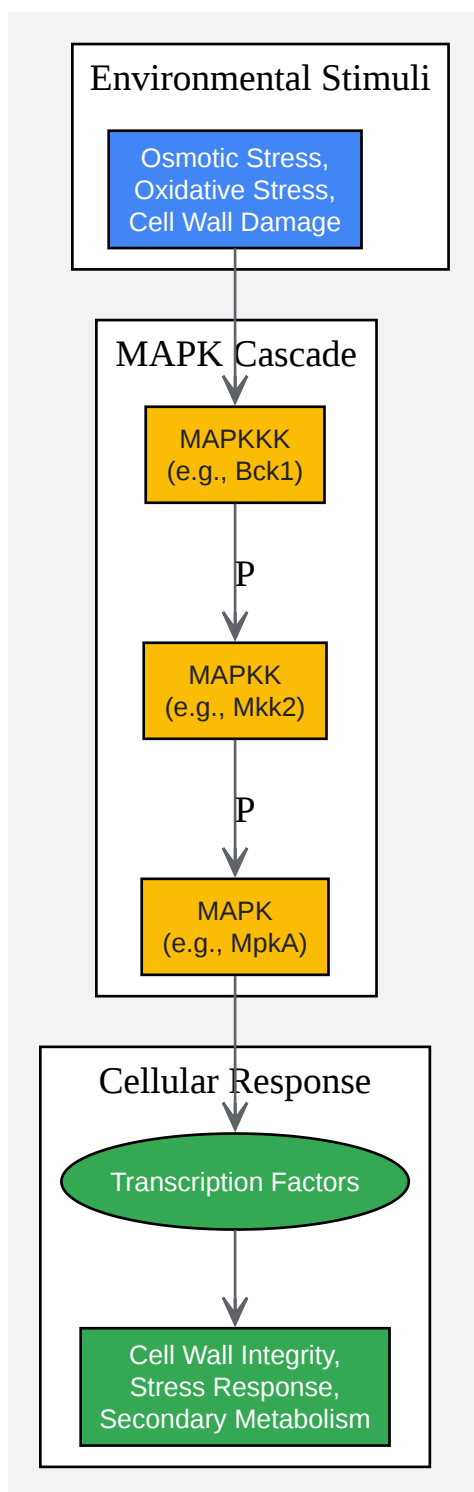 Environmental Stimuli
Osmotic Stress,
Oxidative Stress,
Cell Wall Damage
MAPK Cascade
MAPKKK
(e.g., Bck1)
P
MAPKK
(e.g., Mkk2)
P
MAPK
(e.g., MpkA)
Cellular Response
Transcription Factors
Cell Wall Integrity,
Stress Response,
Secondary Metabolism